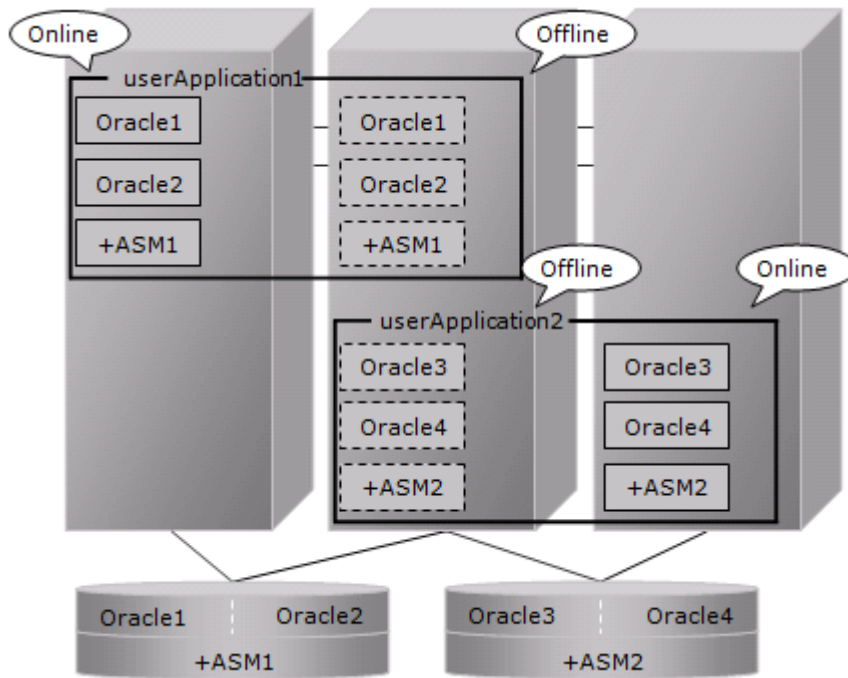 Online
Offline
userApplication1
Oracle1
Oracle1
Oracle2
Oracle2
+ASM1
+ASM1
Offline
Online
userApplication2
Oracle3
Oracle3
Oracle4
Oracle4
+ASM2
+ASM2
Oracle1 Oracle2
Oracle3 Oracle4
+ASM1
+ASM2